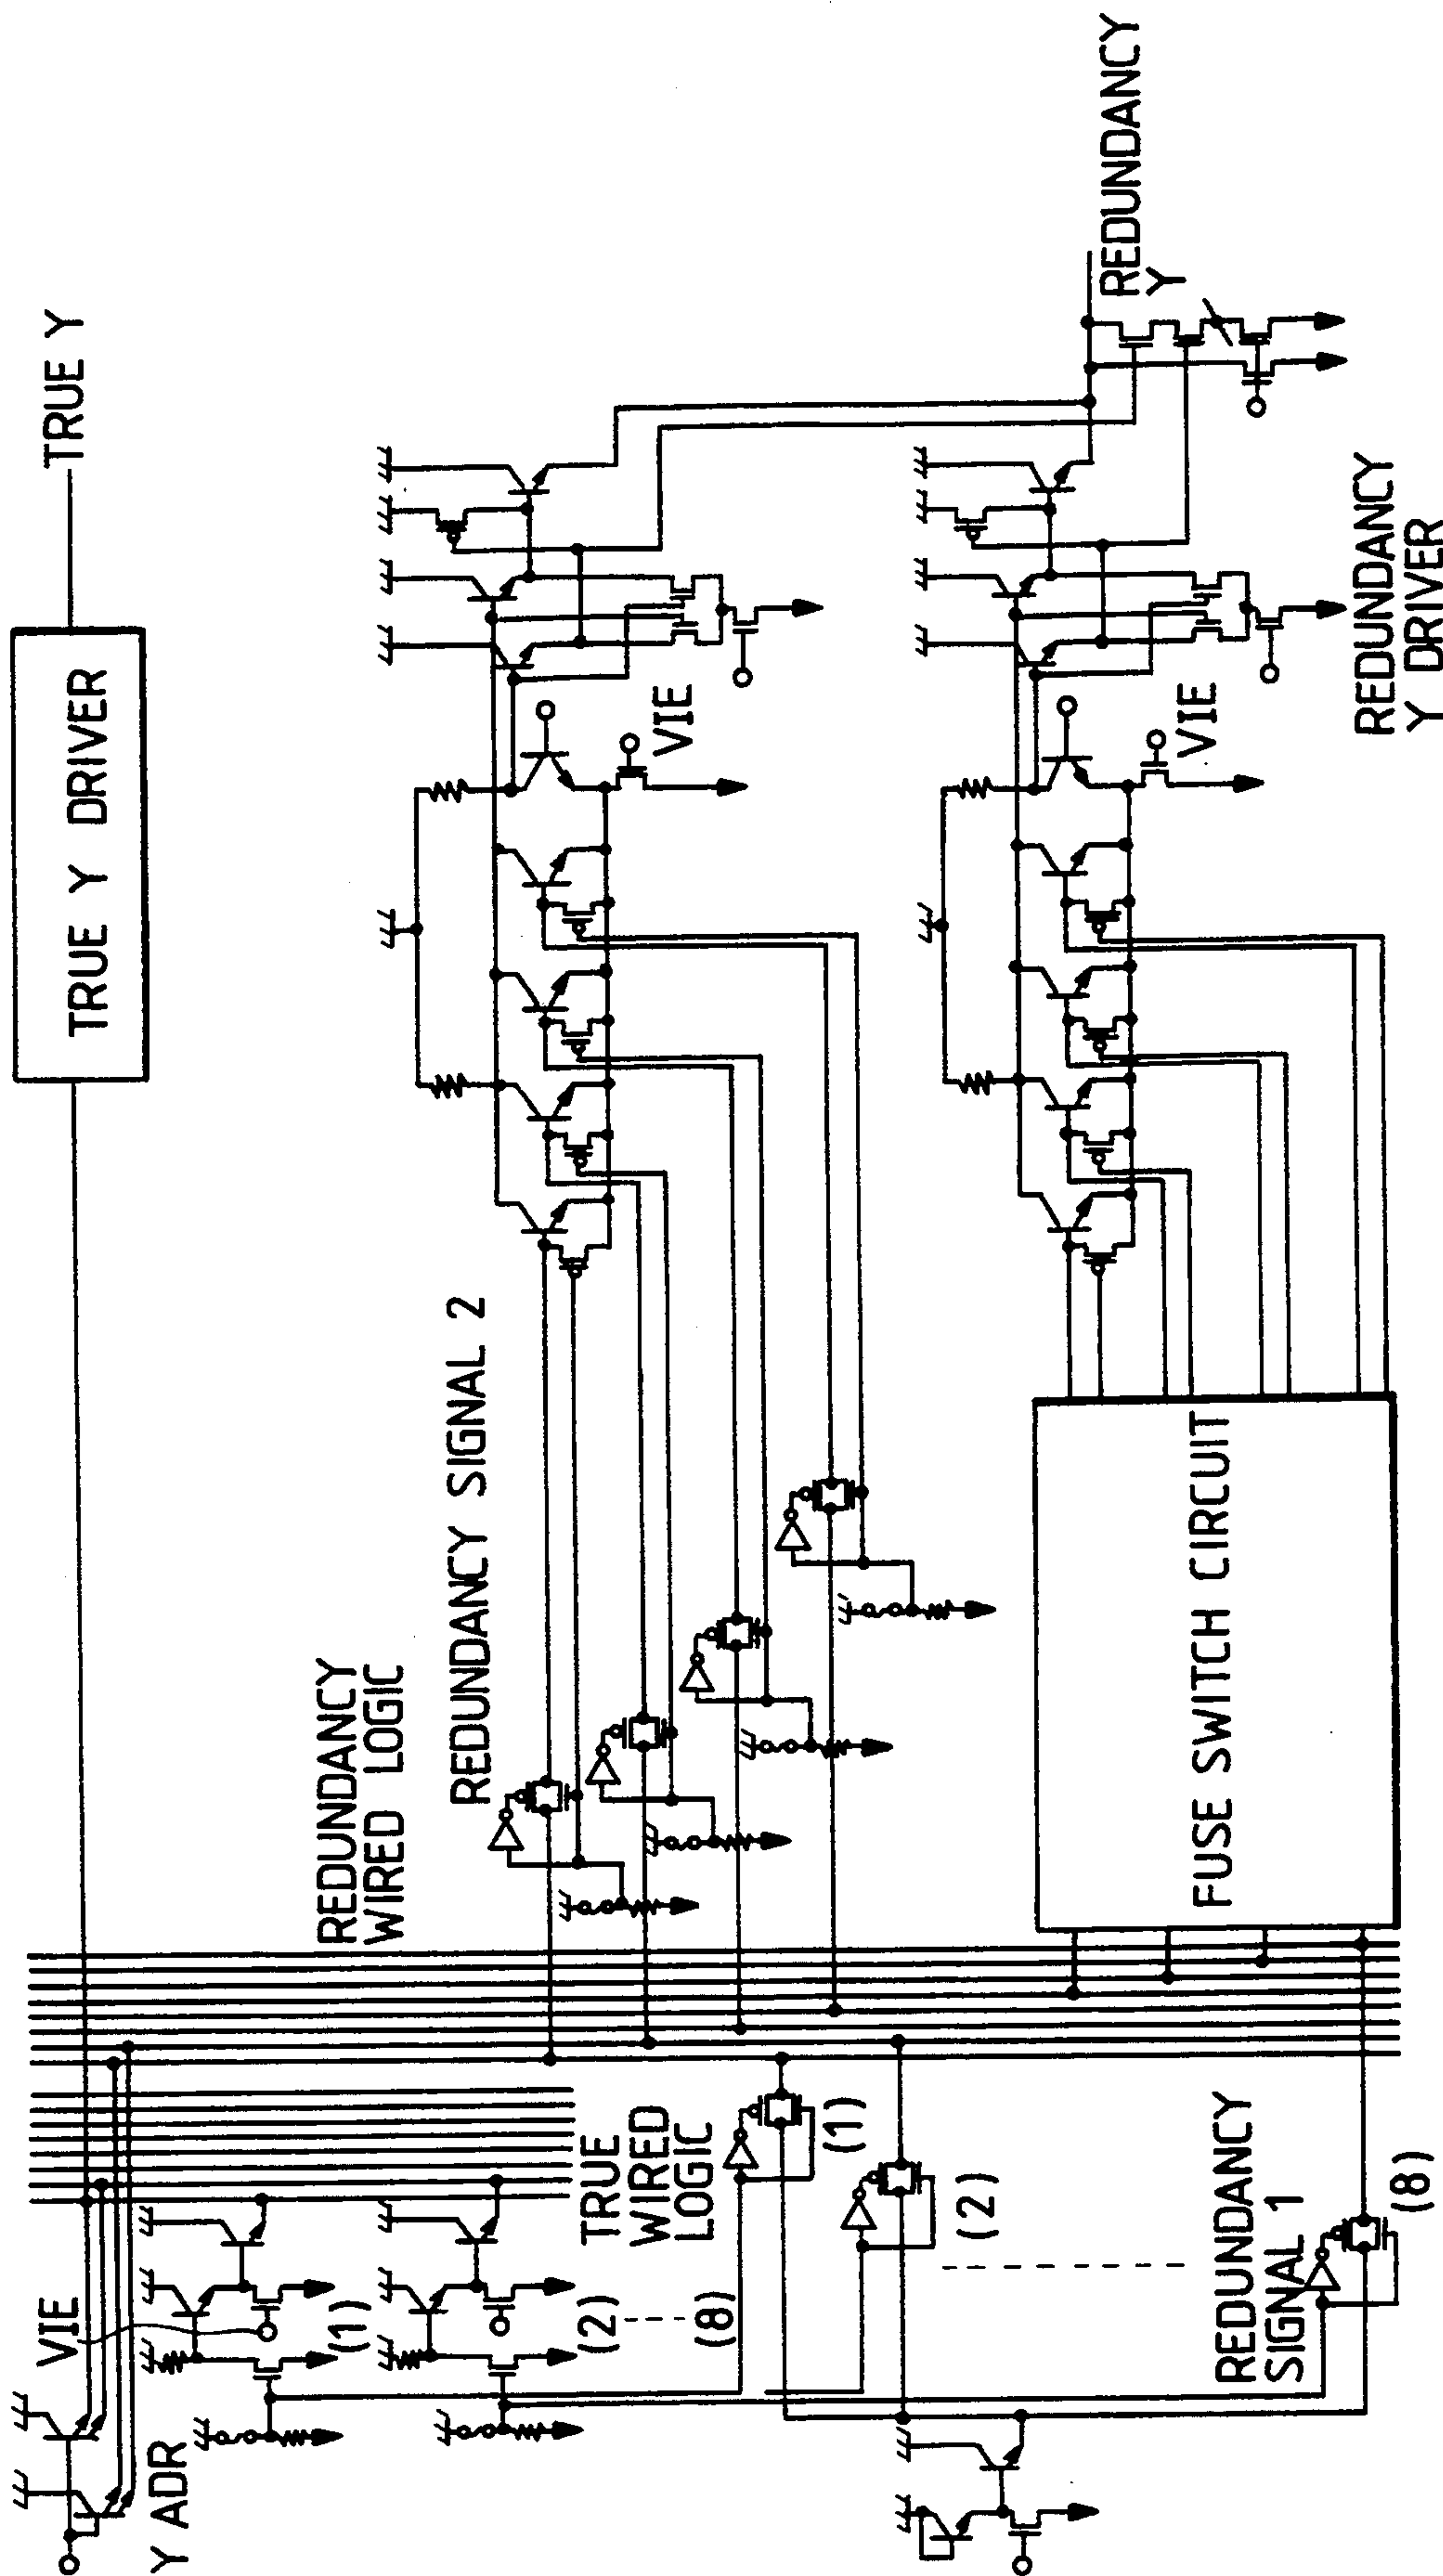 TRUE Y DRIVER
TRUE Y
REDUNDANCY
WIRED LOGIC
REDUNDANCY SIGNAL 2
VIE
REDUNDANCY
Y
VIE
Y ADR
VIE
(1)
(2)
(8)
TRUE
WIRED
LOGIC
(1)
(2)
REDUNDANCY
SIGNAL 1
(8)
FUSE SWITCH CIRCUIT
REDUNDANCY
Y DRIVER